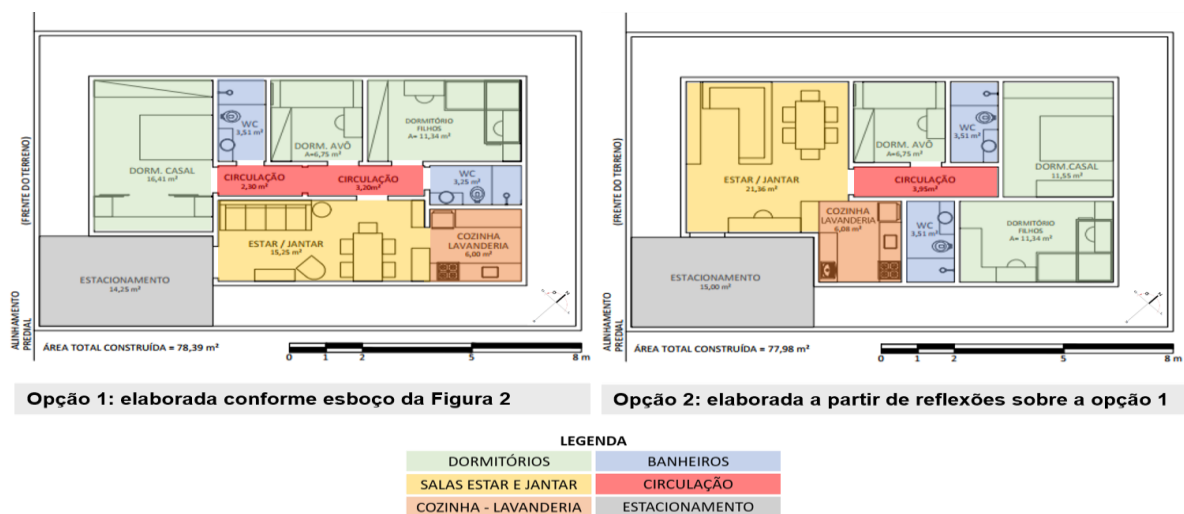 (FRENTE DO TERRENO)
ALINHAMENTO
PREDIAL
DORM. CASAL
16,41 m²
WC
3,51 m²
DORM. AVÔ
A=6,75 m²
DORMITÓRIO
FILHOS
A= 11,34 m²
CIRCULAÇÃO
2,30 m²
CIRCULAÇÃO
3,20m²
WC
3,25 m²
ESTAR / JANTAR
15,25 m²
COZINHA
LAVANDERIA
6,00 m²
ESTACIONAMENTO
14,25 m²
ÁREA TOTAL CONSTRUÍDA = 78,39 m²
0 1 2 5 8 m
Opção 1: elaborada conforme esboço da Figura 2
(FRENTE DO TERRENO)
ALINHAMENTO
PREDIAL
ESTAR / JANTAR
21,36 m²
DORM. AVÔ
A=6,75 m²
WC
3,51 m²
DORM.CASAL
11,55 m²
CIRCULAÇÃO
3,95m²
COZINHA
LAVANDERIA
6,08 m²
WC
3,51 m²
DORMITÓRIO
FILHOS
A= 11,34 m²
ESTACIONAMENTO
15,00 m²
ÁREA TOTAL CONSTRUÍDA = 77,98 m²
0 1 2 5 8 m
Opção 2: elaborada a partir de reflexões sobre a opção 1
LEGENDA
DORMITÓRIOS
BANHEIROS
SALAS ESTAR E JANTAR
CIRCULAÇÃO
COZINHA - LAVANDERIA
ESTACIONAMENTO